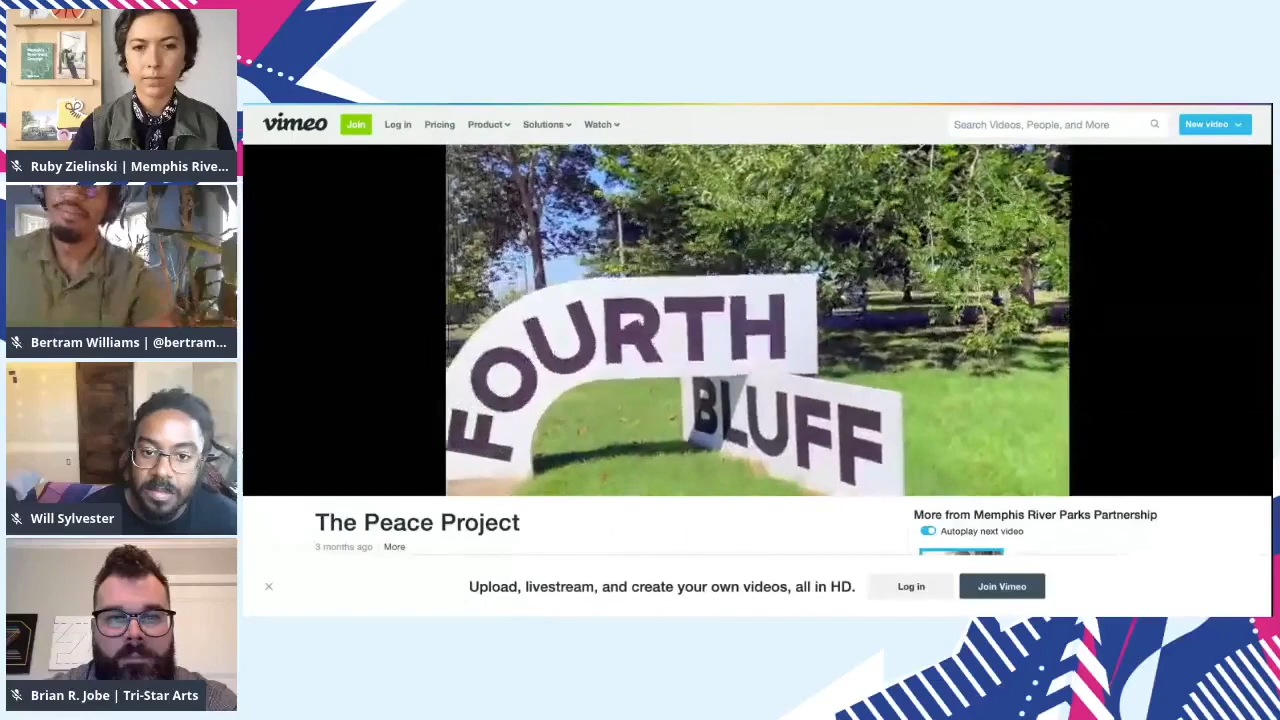 Ruby Zielinski | Memphis Rive...
Bertram Williams | @bertram...
Will Sylvester
Brian R. Jobe | Tri-Star Arts
vimeo
Join
Log in
Pricing
Product
Solutions
Watch
Search Videos, People, and More
New video
FOURTH
BLUFF
The Peace Project
3 months ago
More
More from Memphis River Parks Partnership
Autoplay next video
Upload, livestream, and create your own videos, all in HD.
Log in
Join Vimeo